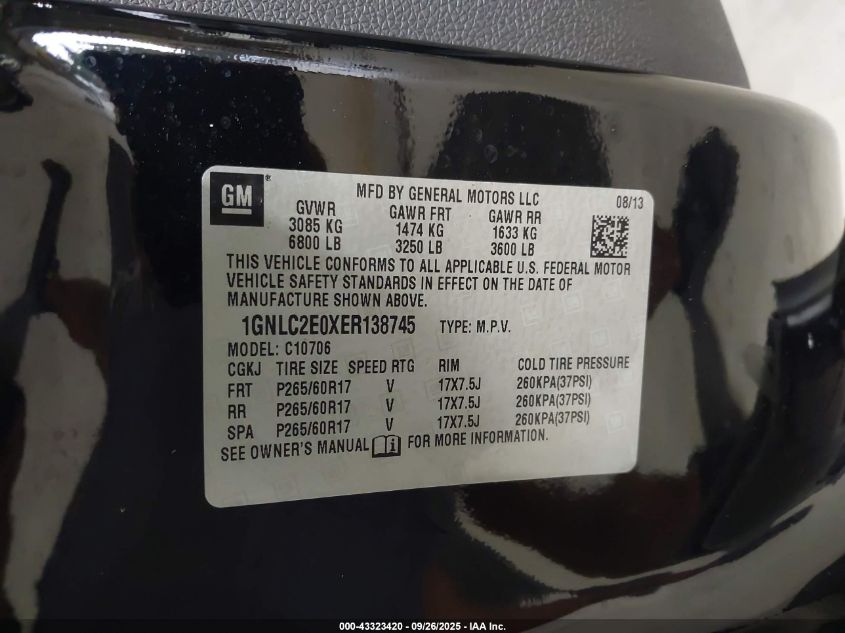 GM
MFD BY GENERAL MOTORS LLC 08/13
GVWR GAWR FRT GAWR RR
3085 KG 1474 KG 1633 KG
6800 LB 3250 LB 3600 LB
THIS VEHICLE CONFORMS TO ALL APPLICABLE U.S. FEDERAL MOTOR
VEHICLE SAFETY STANDARDS IN EFFECT ON THE DATE OF
MANUFACTURE SHOWN ABOVE.
1GNLC2E0XER138745 TYPE: M.P.V.
MODEL: C10706
CGKJ TIRE SIZE SPEED RTG RIM COLD TIRE PRESSURE
FRT P265/60R17 V 17X7.5J 260KPA(37PSI)
RR P265/60R17 V 17X7.5J 260KPA(37PSI)
SPA P265/60R17 V 17X7.5J 260KPA(37PSI)
SEE OWNER'S MANUAL FOR MORE INFORMATION.
000-43323420 - 09/26/2025 - IAA Inc.